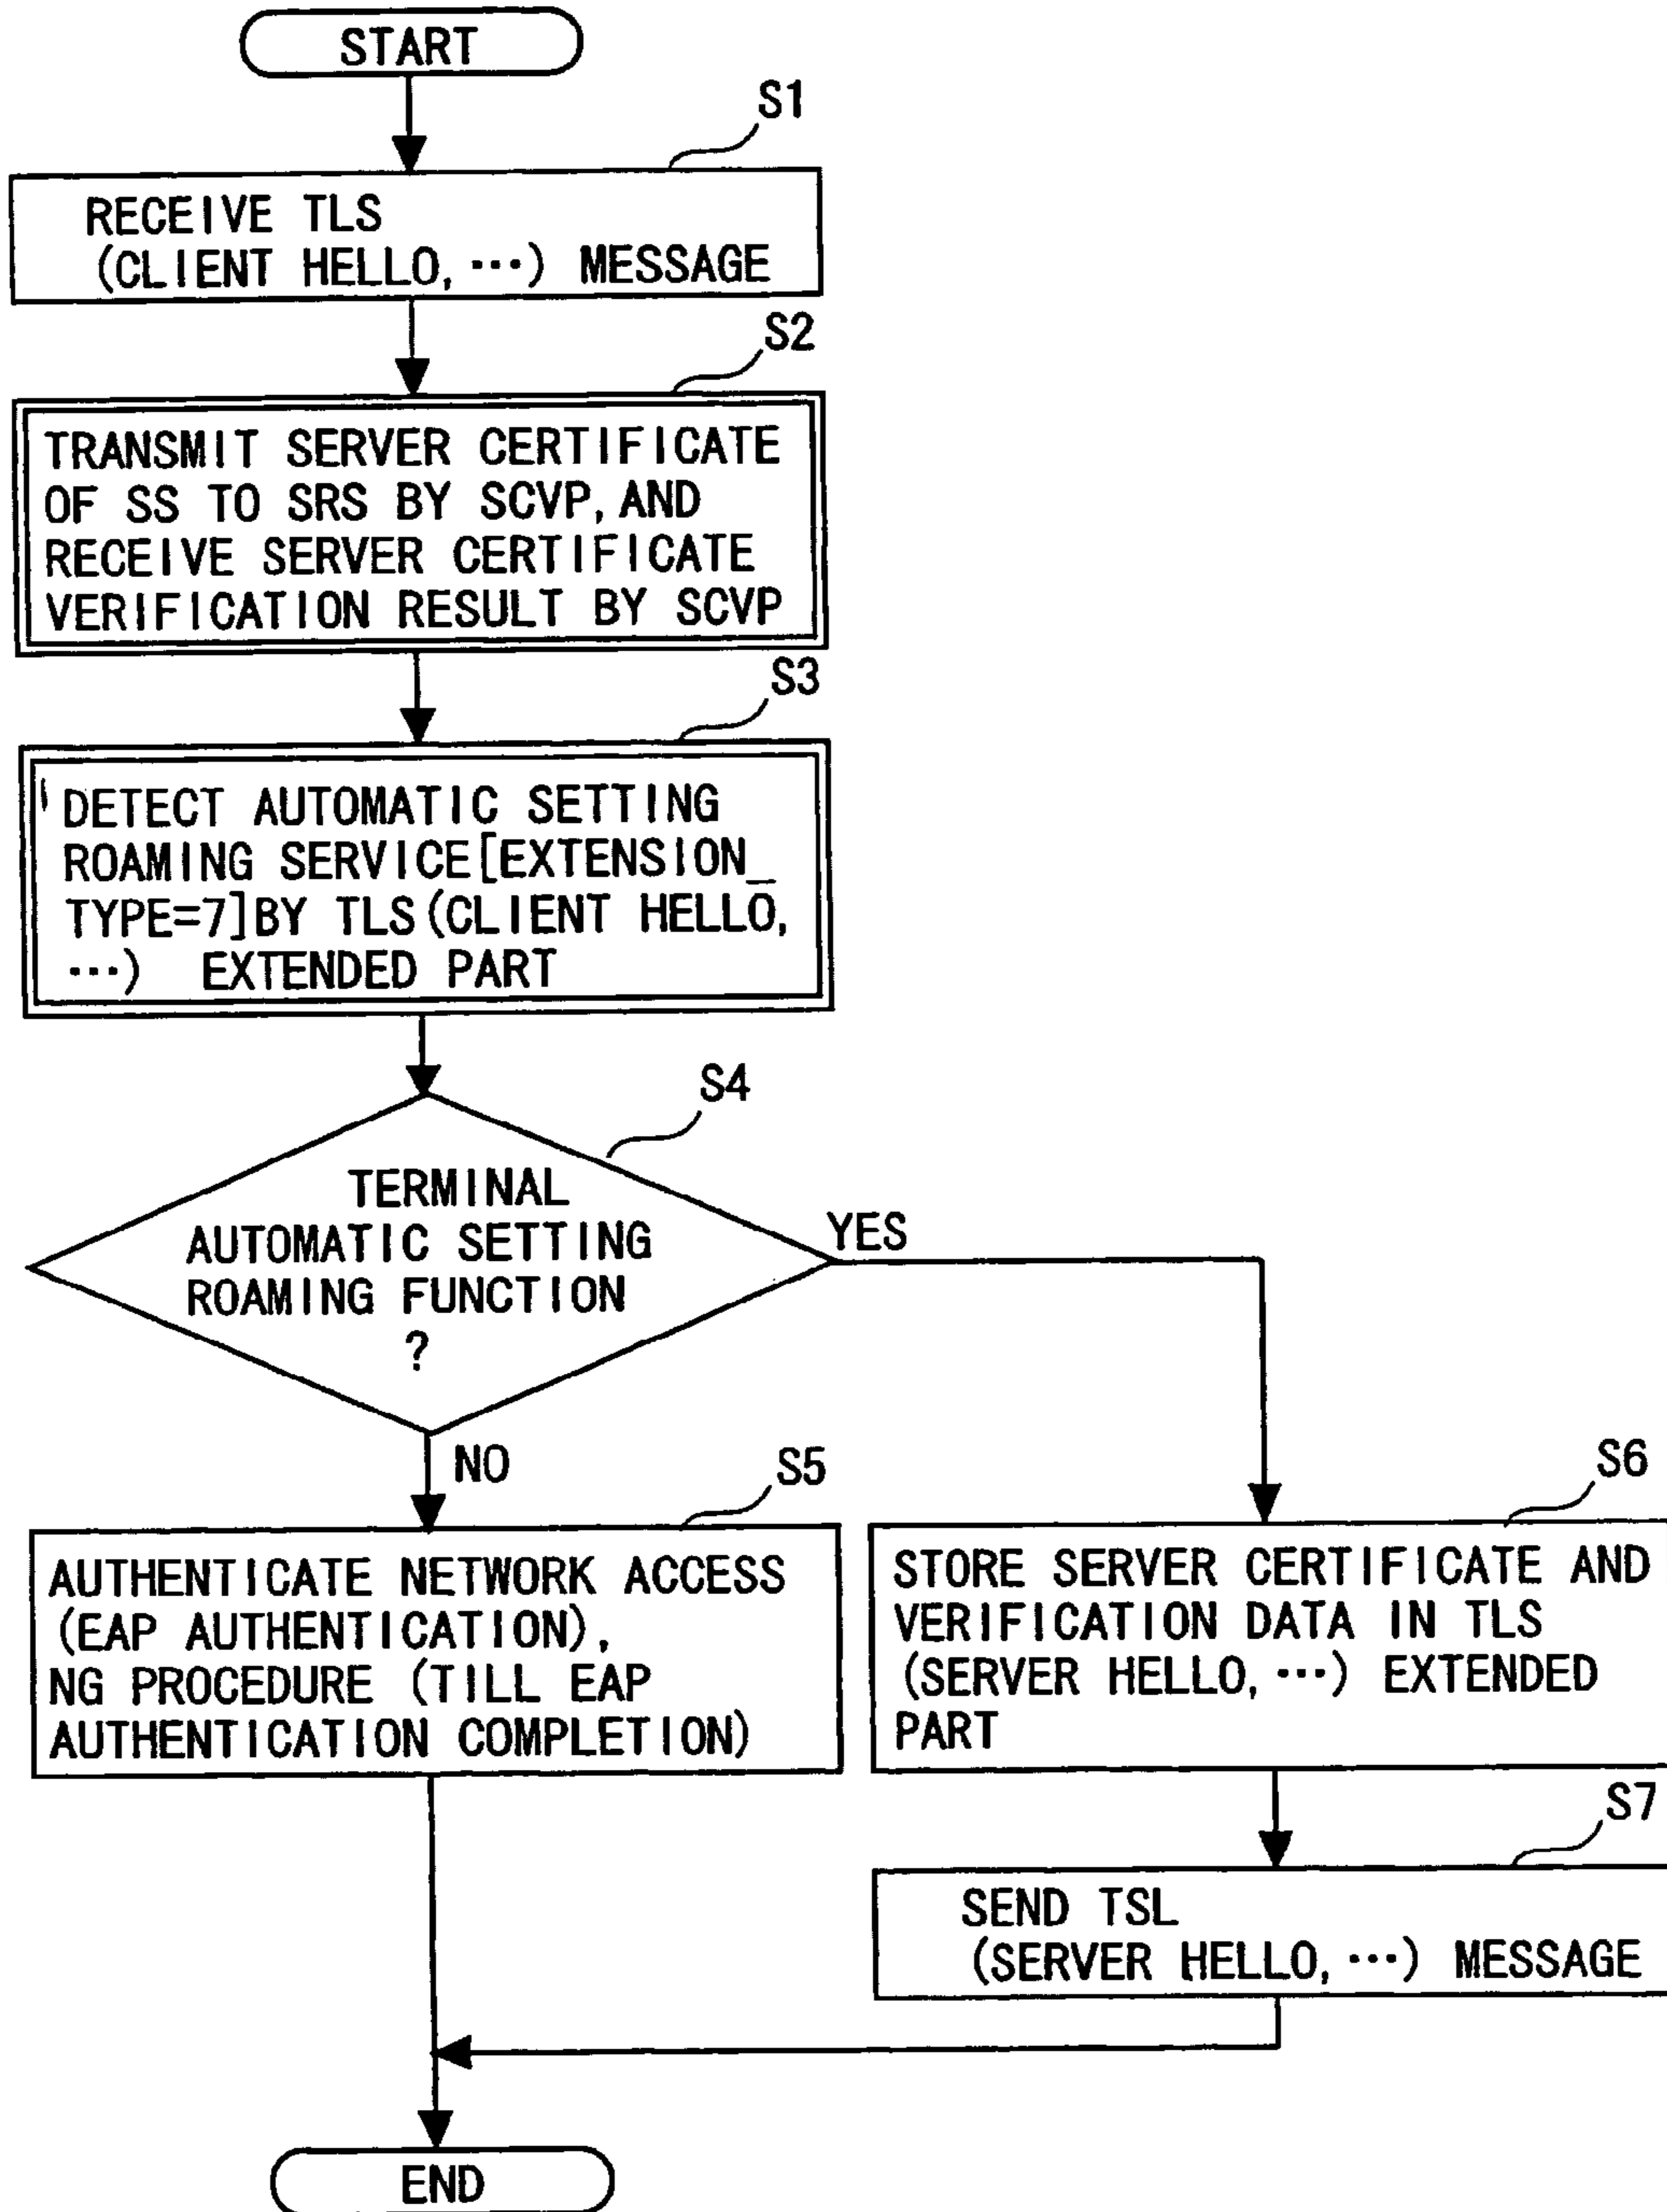 START
S1
RECEIVE TLS
(CLIENT HELLO, ···) MESSAGE
S2
TRANSMIT SERVER CERTIFICATE
OF SS TO SRS BY SCVP, AND
RECEIVE SERVER CERTIFICATE
VERIFICATION RESULT BY SCVP
S3
DETECT AUTOMATIC SETTING
ROAMING SERVICE[EXTENSION_
TYPE=7]BY TLS(CLIENT HELLO,
···) EXTENDED PART
S4
TERMINAL
AUTOMATIC SETTING
ROAMING FUNCTION
?
YES
NO
S5
AUTHENTICATE NETWORK ACCESS
(EAP AUTHENTICATION),
NG PROCEDURE (TILL EAP
AUTHENTICATION COMPLETION)
S6
STORE SERVER CERTIFICATE AND
VERIFICATION DATA IN TLS
(SERVER HELLO, ···) EXTENDED
PART
S7
SEND TSL
(SERVER HELLO, ···) MESSAGE
END